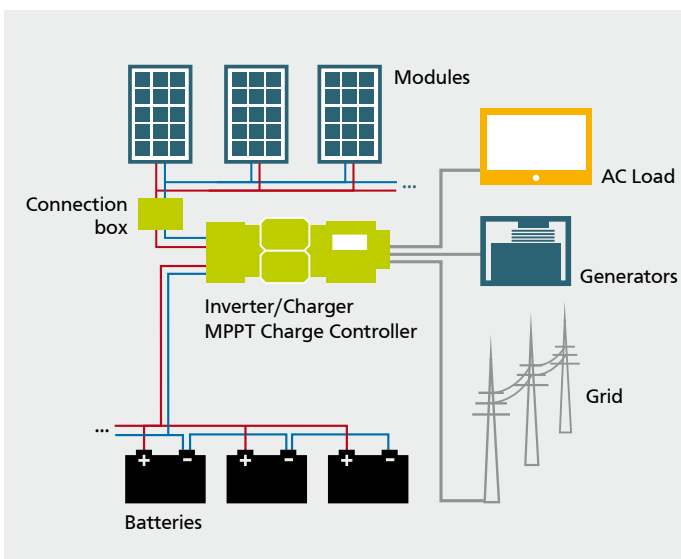 Modules
...
AC Load
Connection
box
Generators
Inverter/Charger
MPPT Charge Controller
Grid
...
+ - + - + -
Batteries